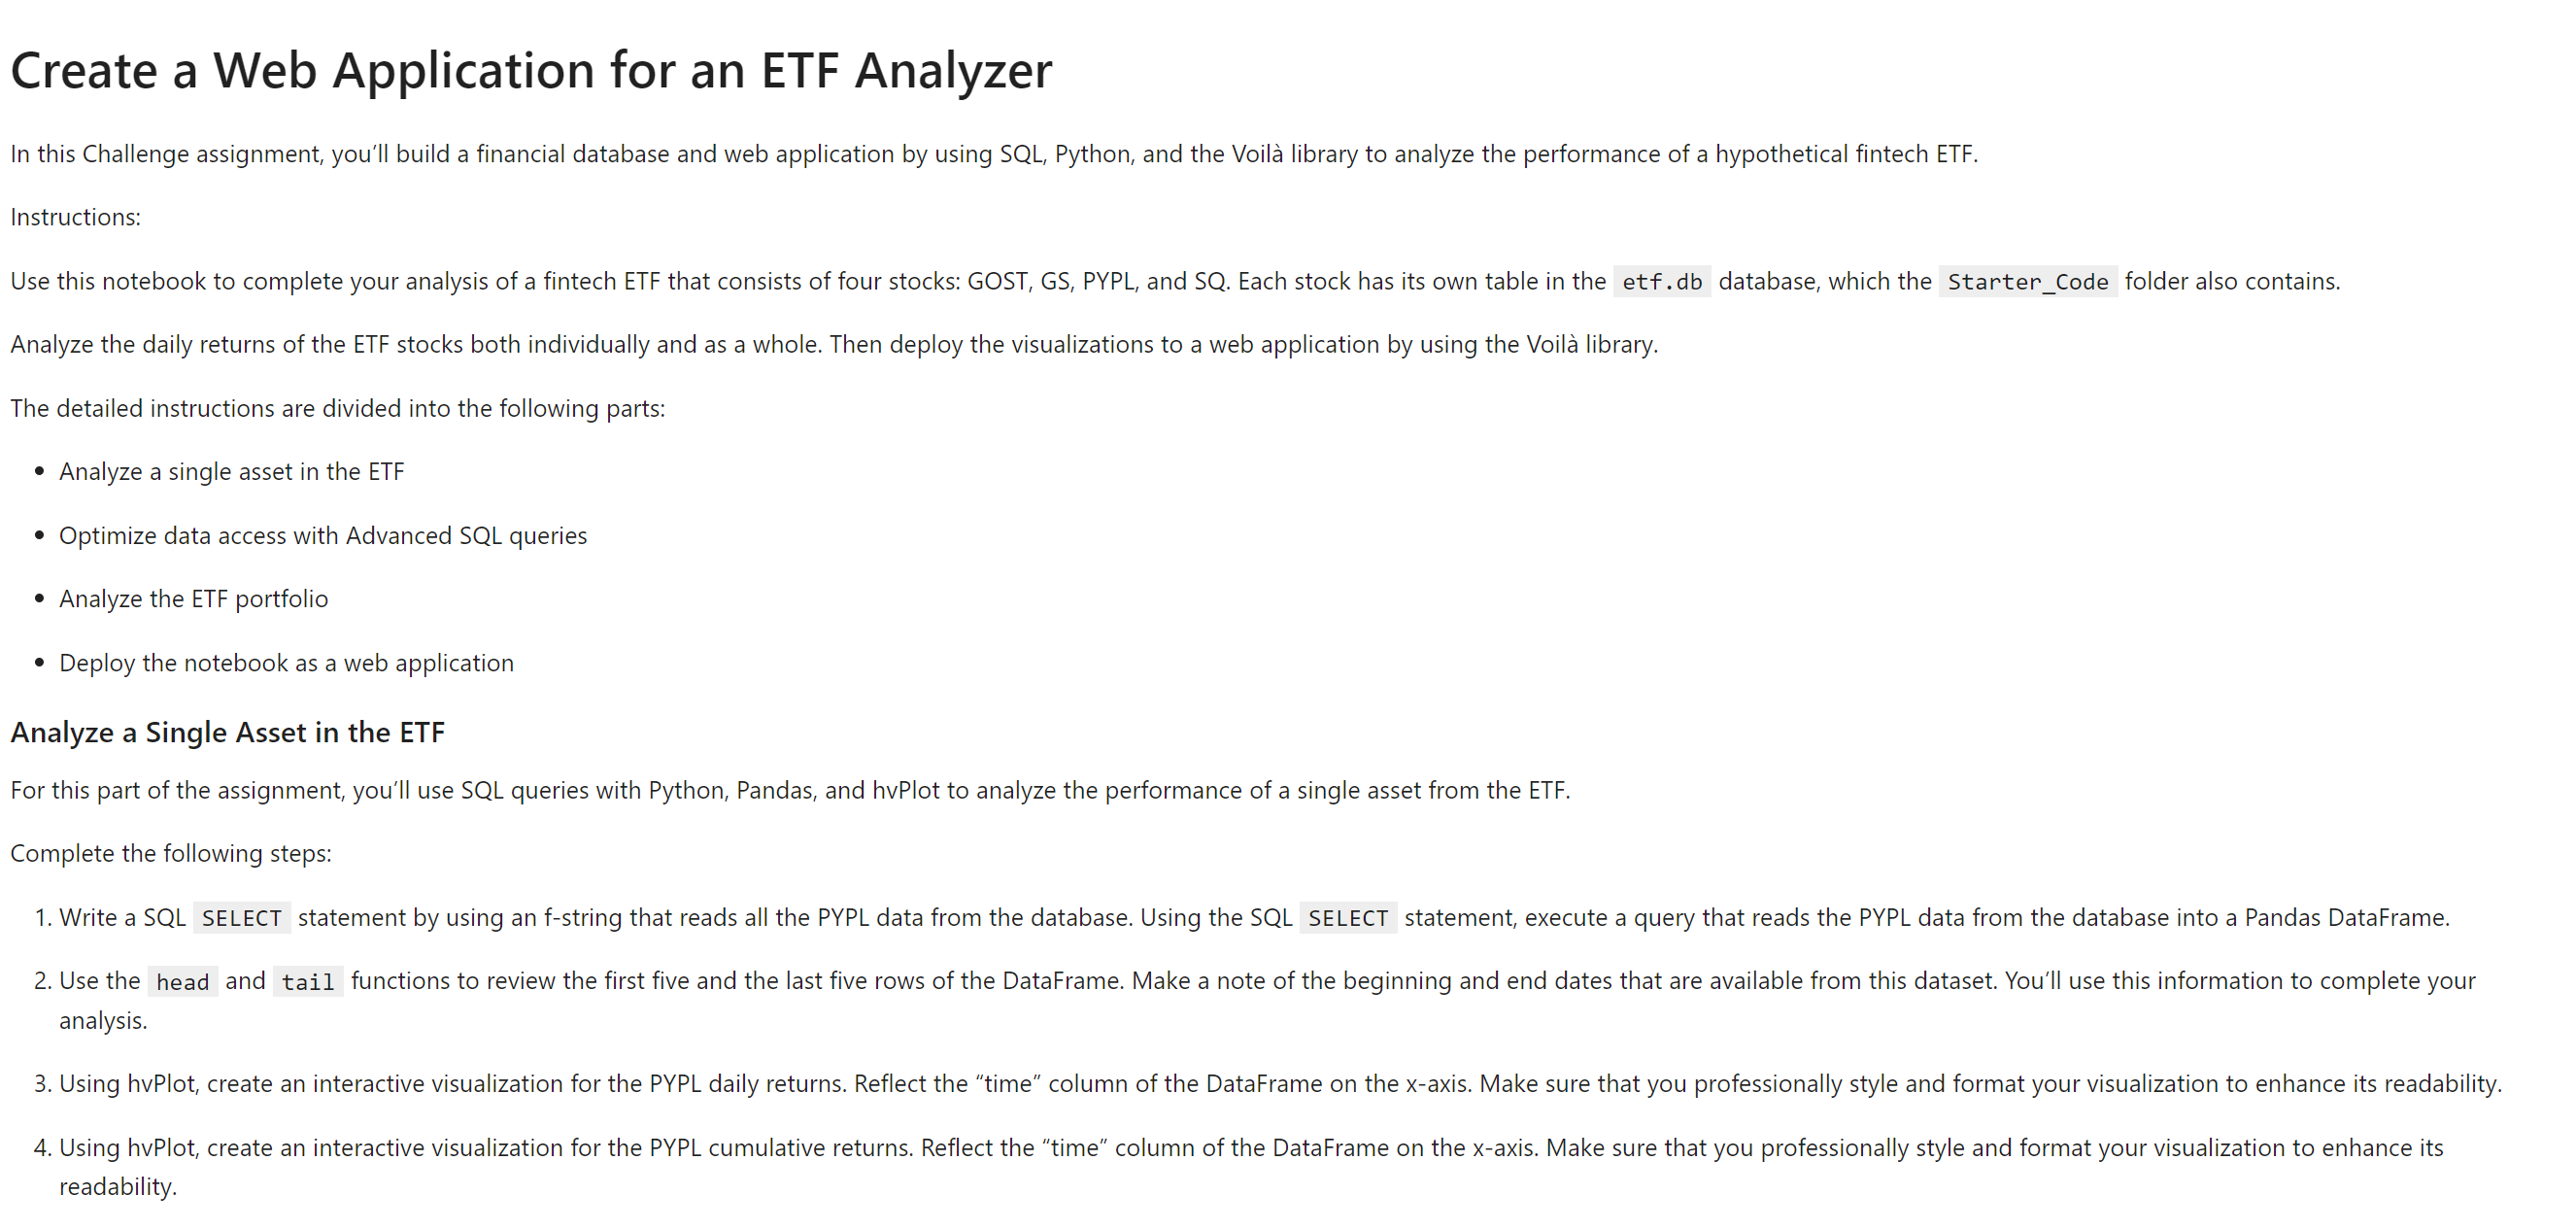 Create a Web Application for an ETF Analyzer
In this Challenge assignment, you’ll build a financial database and web application by using SQL, Python, and the Voilà library to analyze the performance of a hypothetical fintech ETF.
Instructions:
Use this notebook to complete your analysis of a fintech ETF that consists of four stocks: GOST, GS, PYPL, and SQ. Each stock has its own table in the etf.db database, which the Starter_Code folder also contains.
Analyze the daily returns of the ETF stocks both individually and as a whole. Then deploy the visualizations to a web application by using the Voilà library.
The detailed instructions are divided into the following parts:
• Analyze a single asset in the ETF
• Optimize data access with Advanced SQL queries
• Analyze the ETF portfolio
• Deploy the notebook as a web application
Analyze a Single Asset in the ETF
For this part of the assignment, you’ll use SQL queries with Python, Pandas, and hvPlot to analyze the performance of a single asset from the ETF.
Complete the following steps:
1. Write a SQL SELECT statement by using an f-string that reads all the PYPL data from the database. Using the SQL SELECT statement, execute a query that reads the PYPL data from the database into a Pandas DataFrame.
2. Use the head and tail functions to review the first five and the last five rows of the DataFrame. Make a note of the beginning and end dates that are available from this dataset. You’ll use this information to complete your
analysis.
3. Using hvPlot, create an interactive visualization for the PYPL daily returns. Reflect the “time” column of the DataFrame on the x-axis. Make sure that you professionally style and format your visualization to enhance its readability.
4. Using hvPlot, create an interactive visualization for the PYPL cumulative returns. Reflect the “time” column of the DataFrame on the x-axis. Make sure that you professionally style and format your visualization to enhance its
readability.